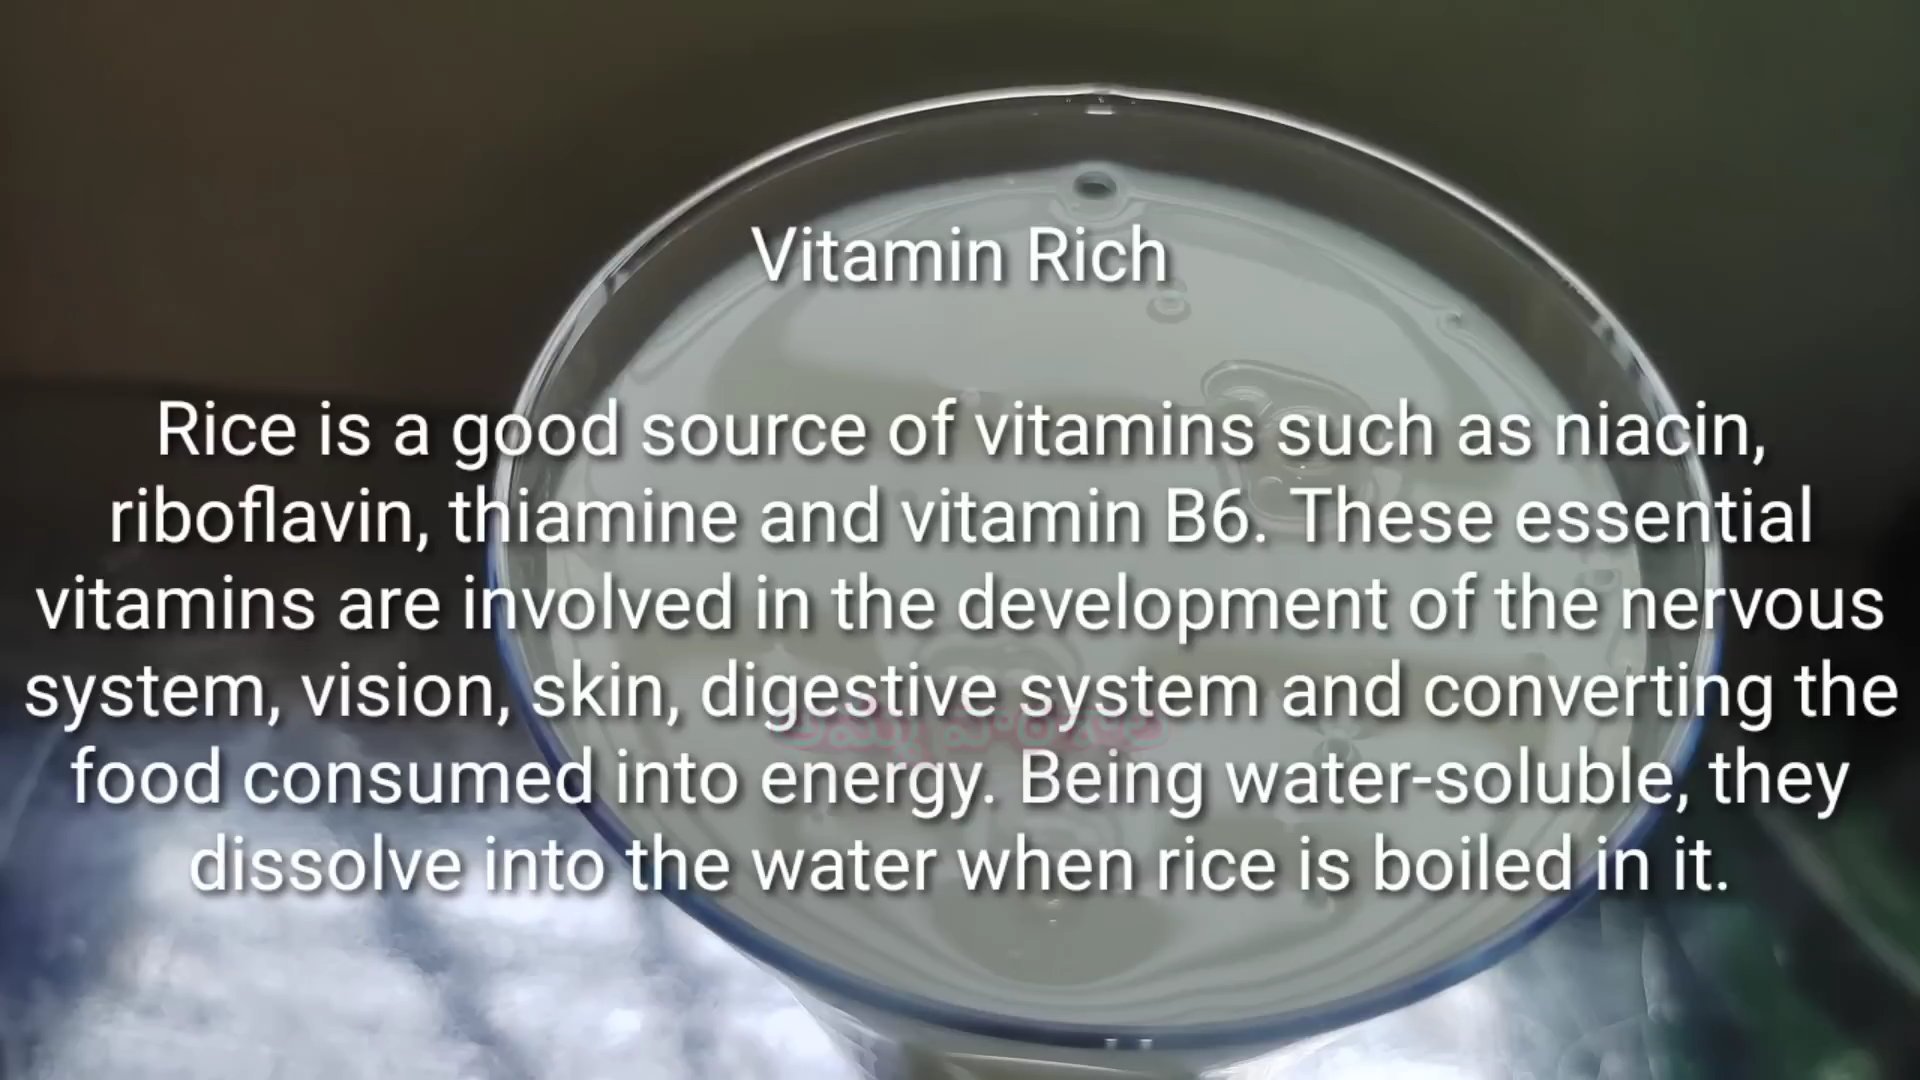 Vitamin Rich
Rice is a good source of vitamins such as niacin,
riboflavin, thiamine and vitamin B6. These essential
vitamins are involved in the development of the nervous
system, vision, skin, digestive system and converting the
food consumed into energy. Being water-soluble, they
dissolve into the water when rice is boiled in it.